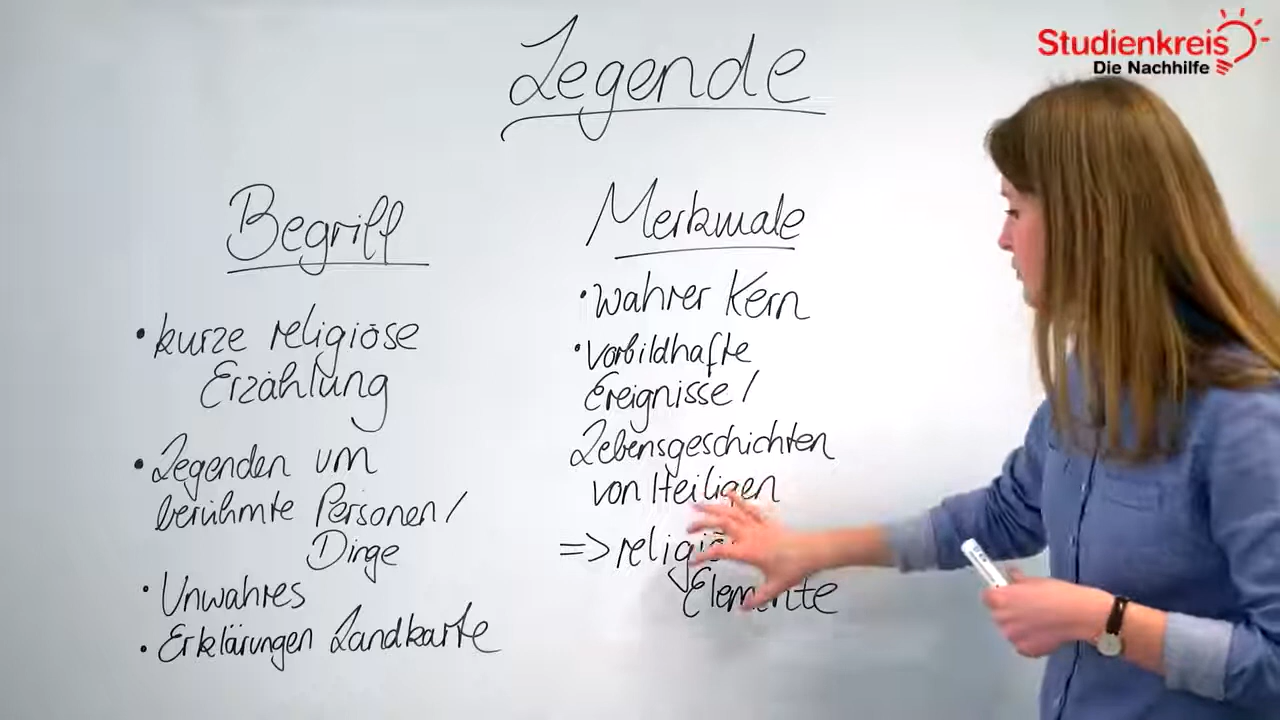 Studienkreis
Die Nachhilfe
Legende
Begriff
• kurze religiöse
Erzählung
• Legenden um
berühmte Personen/
Dinge
• Unwahres
• Erklärungen Landkarte
Merkmale
• wahrer Kern
• vorbildhafte
Ereignisse/
Lebensgeschichten
von Heiligen
=>
Elemente